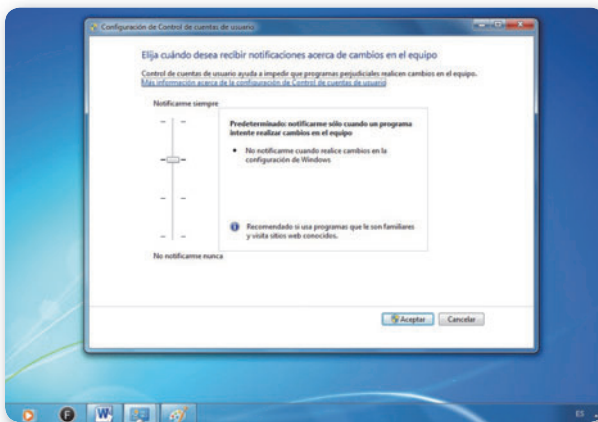 Configuración de Control de cuentas de usuario
Elija cuándo desea recibir notificaciones acerca de cambios en el equipo
Control de cuentas de usuario ayuda a impedir que programas perjudiciales realicen cambios en el equipo.
Más información acerca de la configuración de Control de cuentas de usuario
Notificarme siempre
Predeterminado: notificarme sólo cuando un programa
intente realizar cambios en el equipo
• No notificarme cuando realice cambios en la
configuración de Windows
Recomendado si usa programas que le son familiares
y visita sitios web conocidos.
No notificarme nunca
Aceptar
Cancelar
F
W
ES